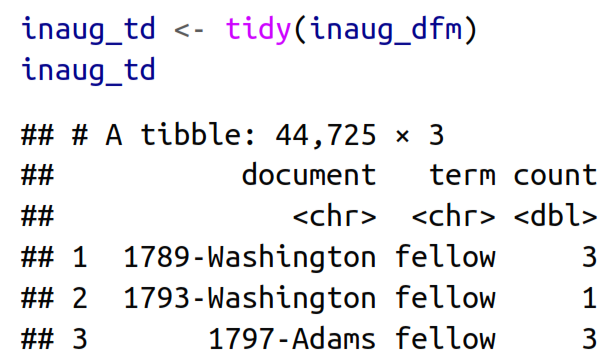 inaug_td <- tidy(inaug_dfm)
inaug_td
## # A tibble: 44,725 × 3
##           document   term count
##              <chr>  <chr> <dbl>
## 1  1789-Washington fellow     3
## 2  1793-Washington fellow     1
## 3       1797-Adams fellow     3